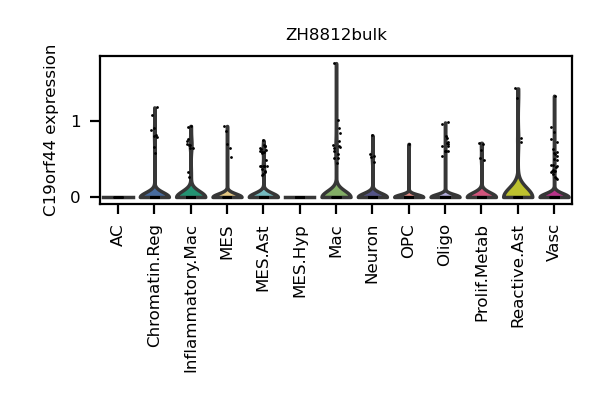 ZH8812bulk
C19orf44 expression
1
0
AC
Chromatin.Reg
Inflammatory.Mac
MES
MES.Ast
MES.Hyp
Mac
Neuron
OPC
Oligo
Prolif.Metab
Reactive.Ast
Vasc